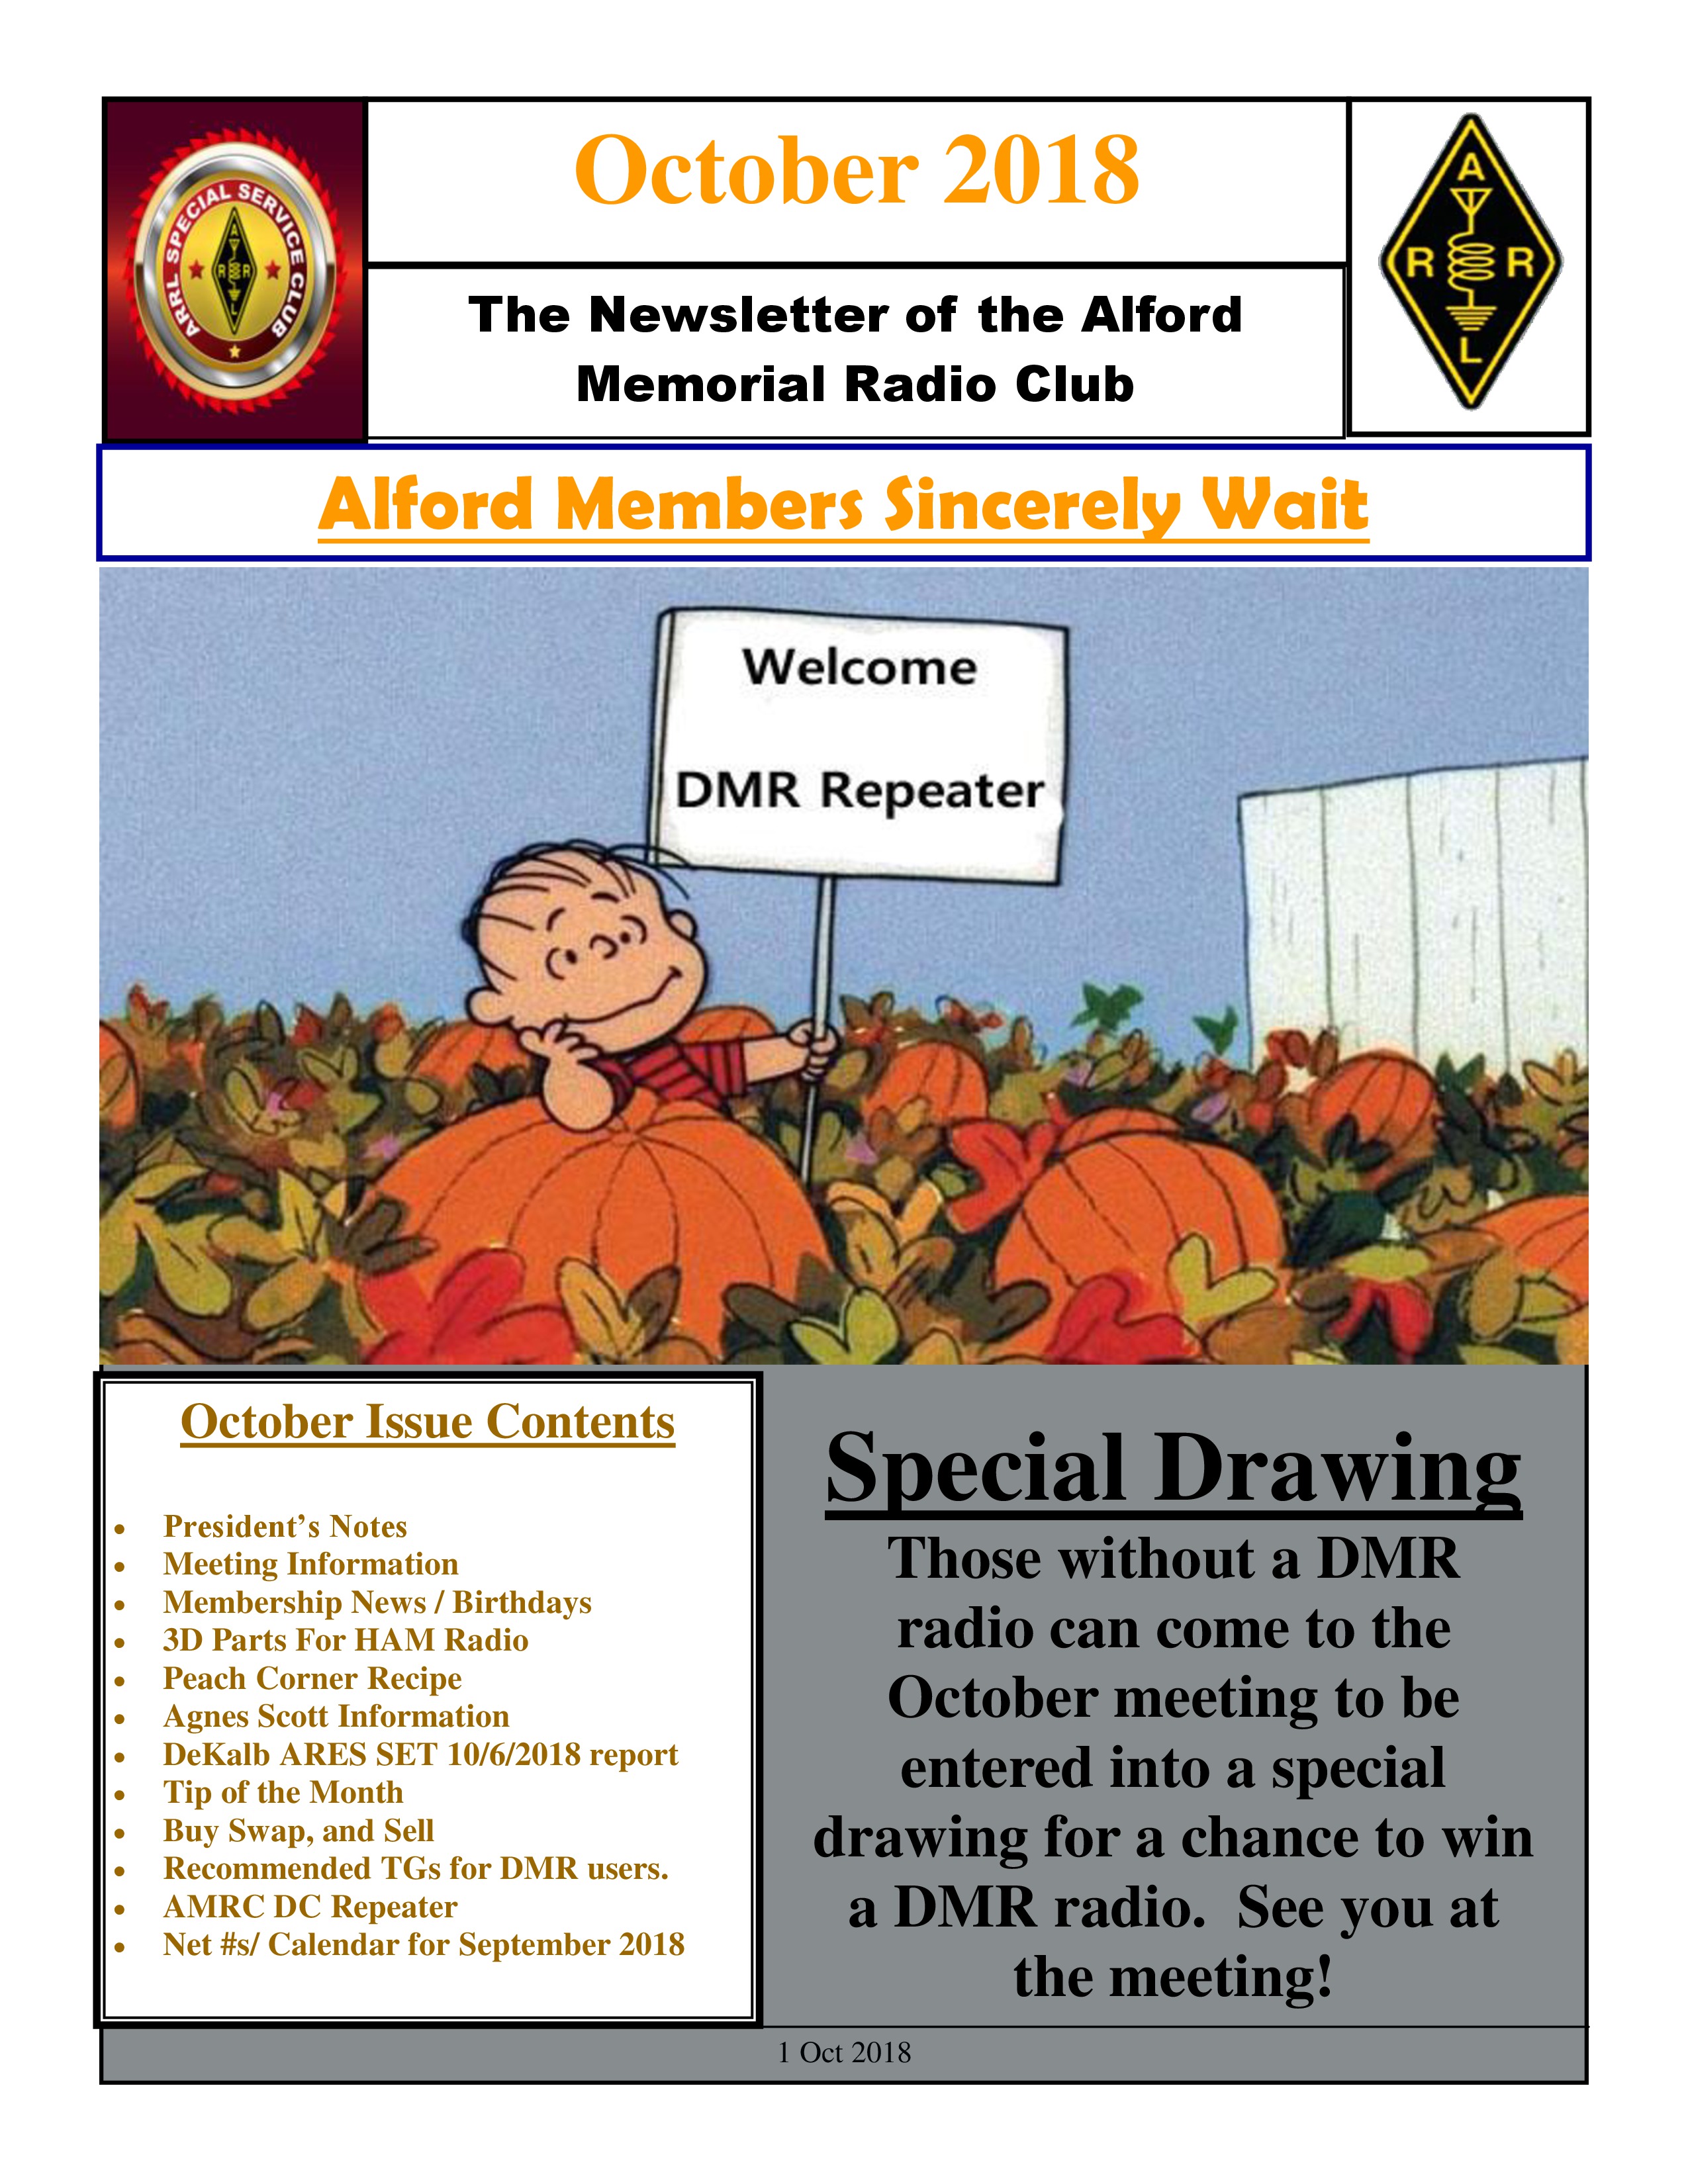 ARRL SPECIAL SERVICE CLUB
A
R R
L
October 2018
The Newsletter of the Alford
Memorial Radio Club
A
R R
L
Alford Members Sincerely Wait
Welcome
DMR Repeater
October Issue Contents
• President’s Notes
• Meeting Information
• Membership News / Birthdays
• 3D Parts For HAM Radio
• Peach Corner Recipe
• Agnes Scott Information
• DeKalb ARES SET 10/6/2018 report
• Tip of the Month
• Buy Swap, and Sell
• Recommended TGs for DMR users.
• AMRC DC Repeater
• Net #s/ Calendar for September 2018
Special Drawing
Those without a DMR
radio can come to the
October meeting to be
entered into a special
drawing for a chance to win
a DMR radio.  See you at
the meeting!
1 Oct 2018